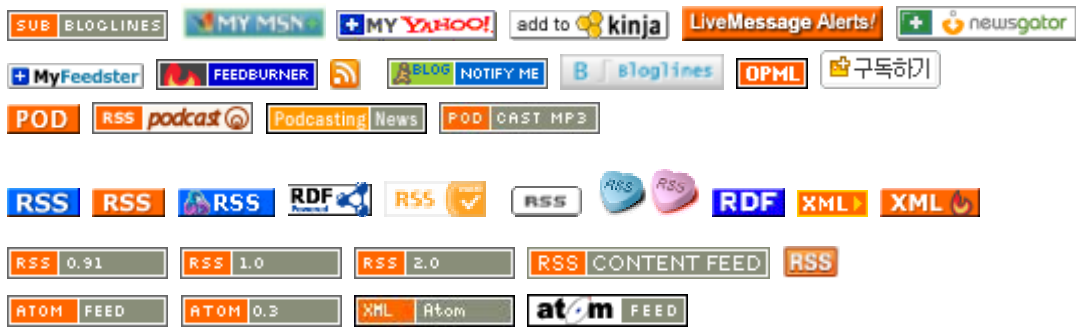 SUB BLOGLINES MY MSN + MY YAHOO! add to kinja LiveMessage Alerts! + newsgator
+ MyFeedster FEEDBURNER BLOG NOTIFY ME B Bloglines OPML 구독하기
POD RSS podcast Podcasting News POD CAST MP3
RSS RSS RSS RDF Powered RSS RSS RSS RSS RDF XML XML
RSS 0.91 RSS 1.0 RSS 2.0 RSS CONTENT FEED RSS
ATOM FEED ATOM 0.3 XML Atom atom FEED